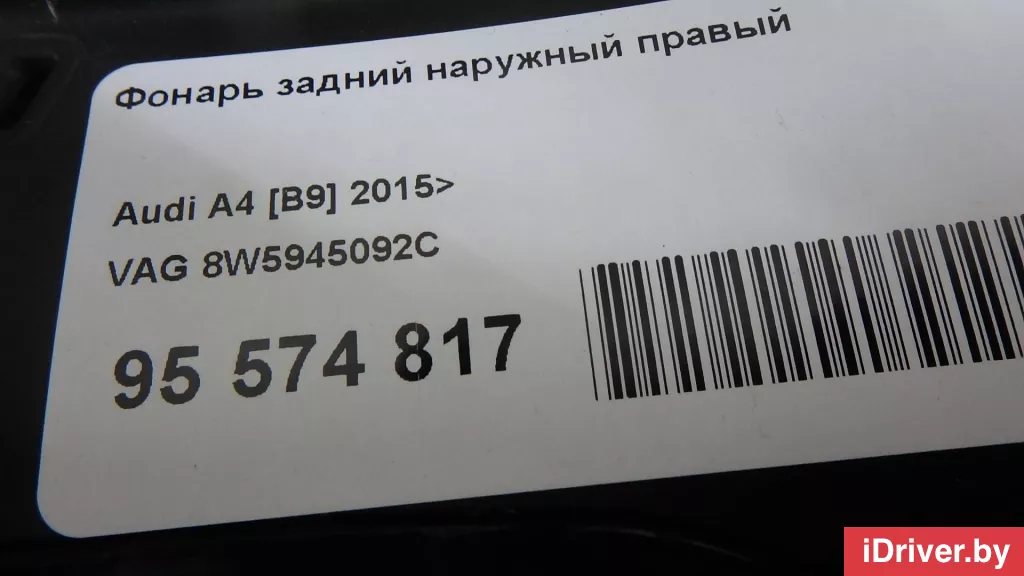 Фонарь задний наружный правый
Audi A4 [B9] 2015>
VAG 8W5945092C
95 574 817
iDriver.by